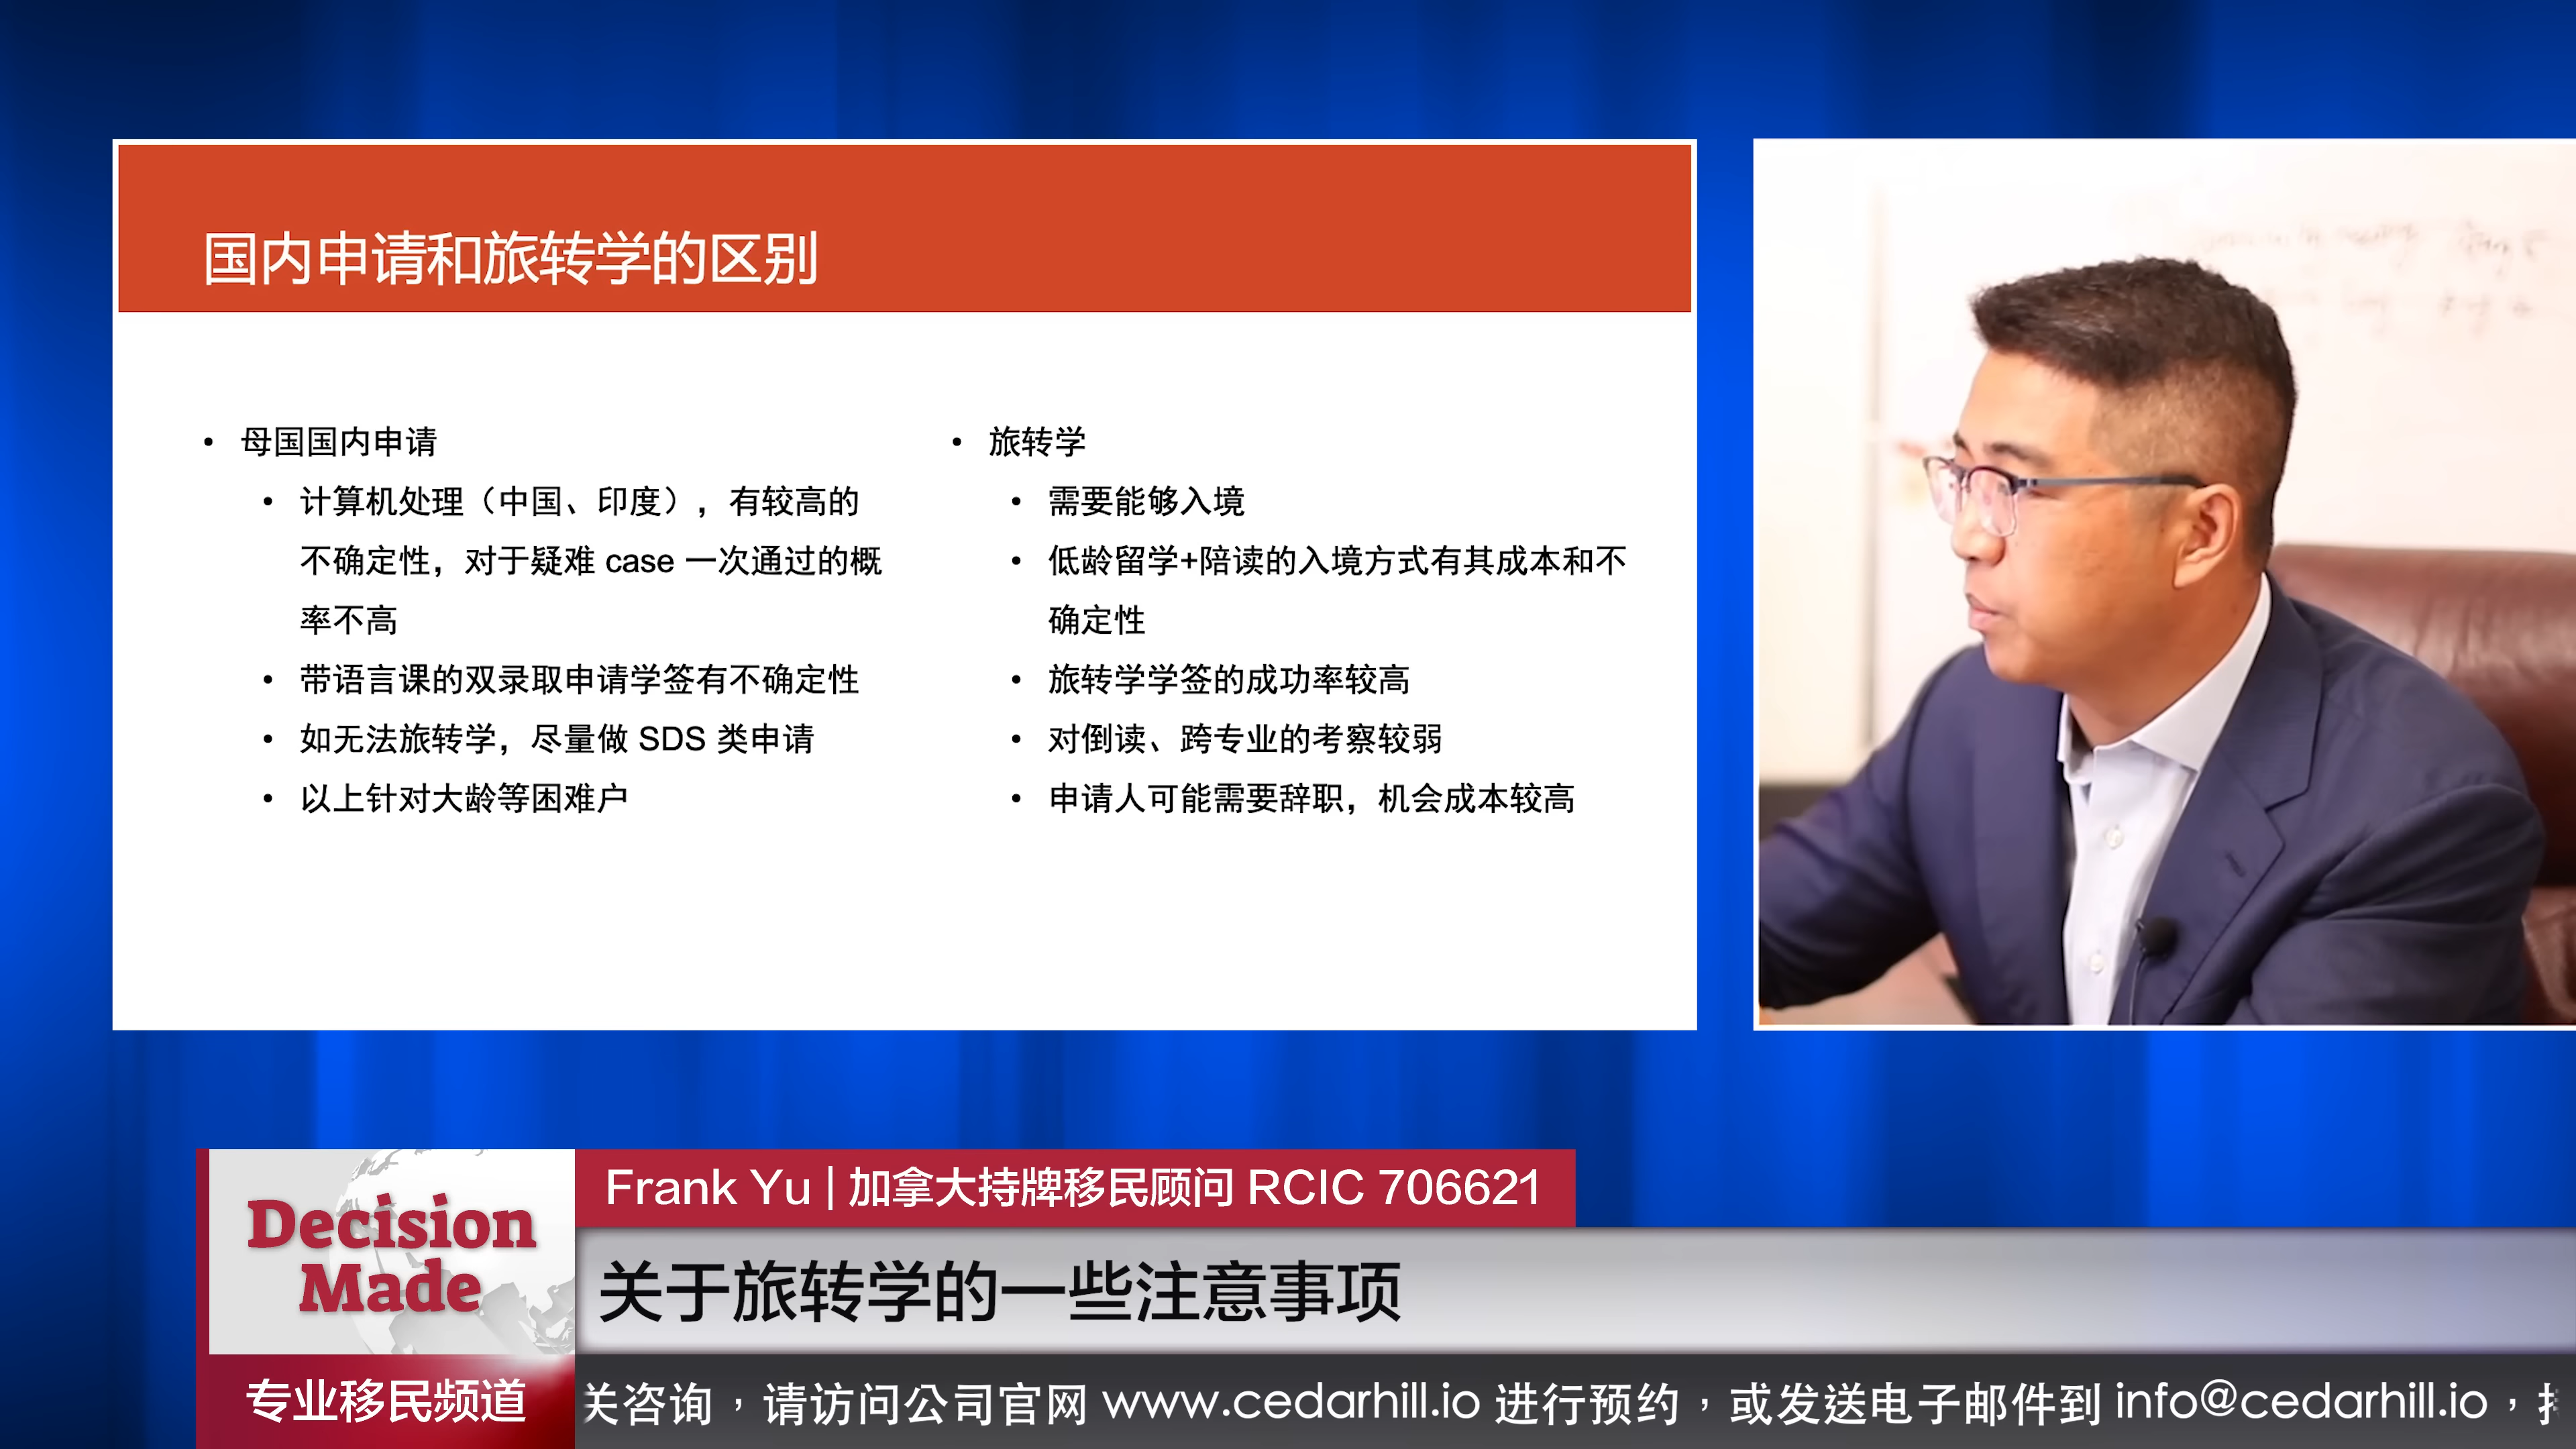 国内申请和旅转学的区别
• 母国国内申请
• 计算机处理（中国、印度），有较高的
不确定性，对于疑难 case 一次通过的概
率不高
• 带语言课的双录取申请学签有不确定性
• 如无法旅转学，尽量做 SDS 类申请
• 以上针对大龄等困难户
• 旅转学
• 需要能够入境
• 低龄留学+陪读的入境方式有其成本和不
确定性
• 旅转学学签的成功率较高
• 对倒读、跨专业的考察较弱
• 申请人可能需要辞职，机会成本较高
Frank Yu | 加拿大持牌移民顾问 RCIC 706621
Decision
Made
关于旅转学的一些注意事项
专业移民频道
关咨询，请访问公司官网 www.cedarhill.io 进行预约，或发送电子邮件到 info@cedarhill.io，